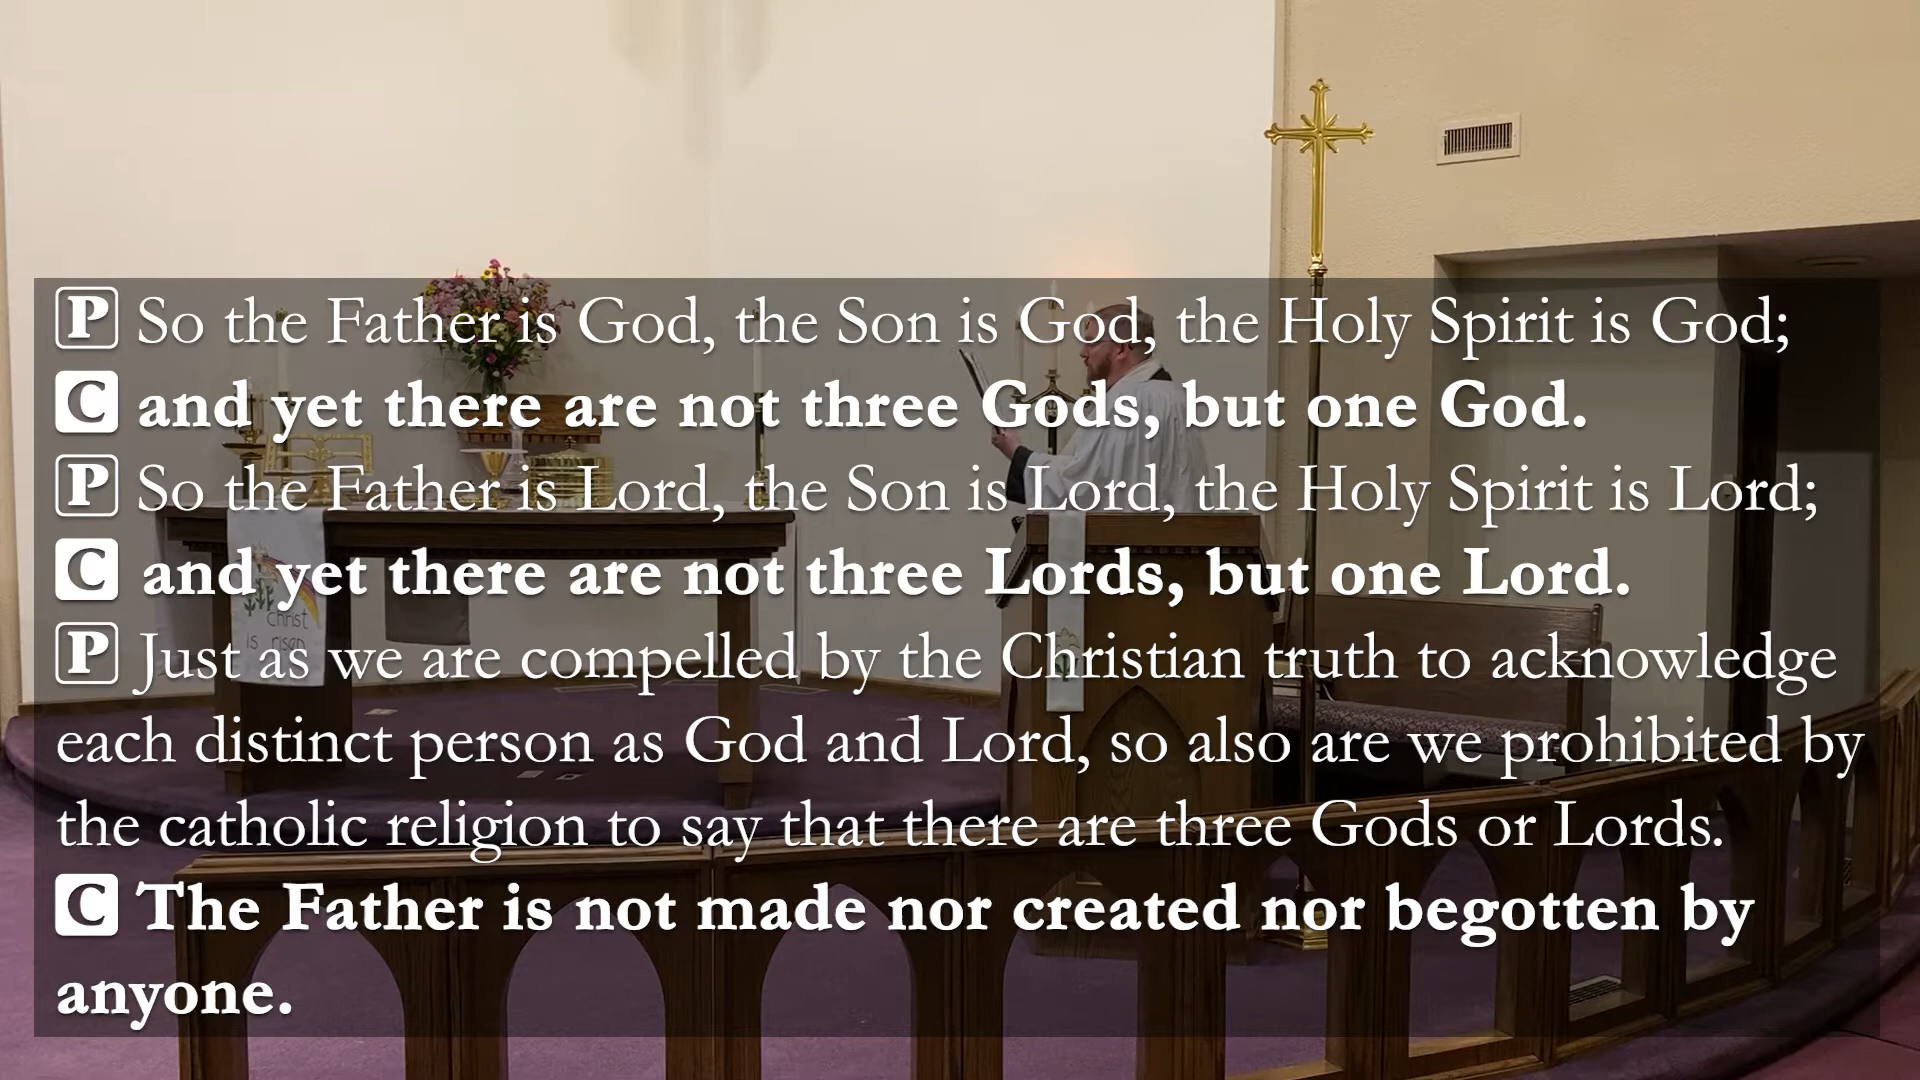 P So the Father is God, the Son is God, the Holy Spirit is God;
C and yet there are not three Gods, but one God.
P So the Father is Lord, the Son is Lord, the Holy Spirit is Lord;
C and yet there are not three Lords, but one Lord.
Christ
is risen
P Just as we are compelled by the Christian truth to acknowledge
each distinct person as God and Lord, so also are we prohibited by
the catholic religion to say that there are three Gods or Lords.
C The Father is not made nor created nor begotten by
anyone.